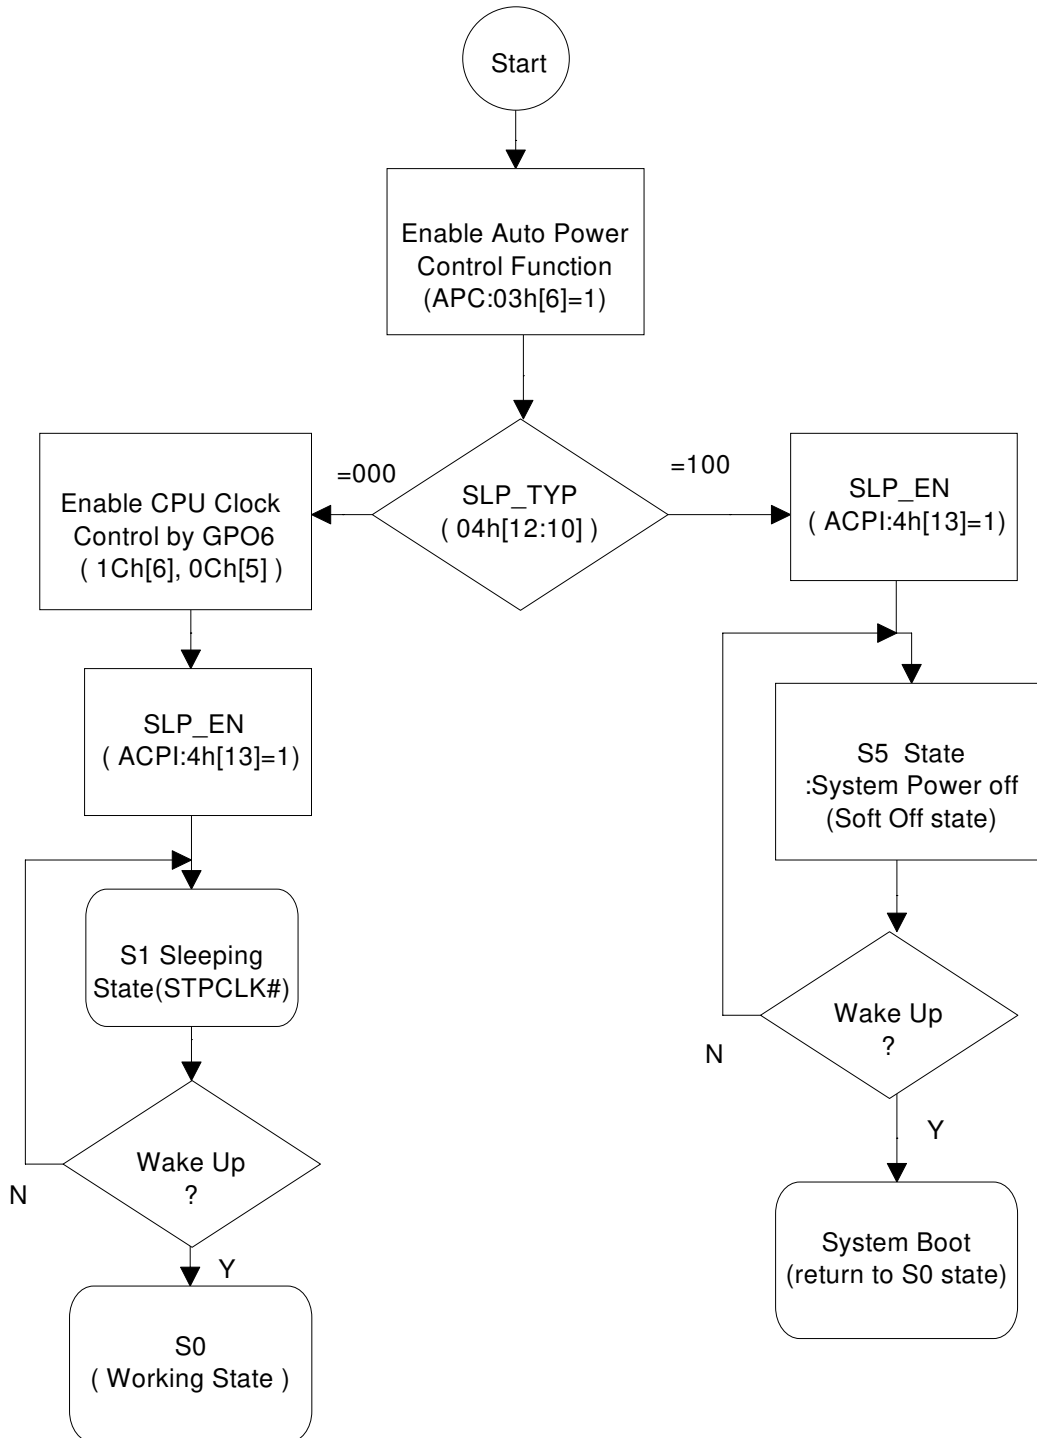 Start
Enable Auto Power
Control Function
(APC:03h[6]=1)
=000
=100
SLP_TYP
( 04h[12:10] )
Enable CPU Clock
Control by GPO6
( 1Ch[6], 0Ch[5] )
SLP_EN
( ACPI:4h[13]=1)
SLP_EN
( ACPI:4h[13]=1)
S5 State
:System Power off
(Soft Off state)
S1 Sleeping
State(STPCLK#)
Wake Up
?
N
Y
Wake Up
?
N
Y
System Boot
(return to S0 state)
S0
( Working State )